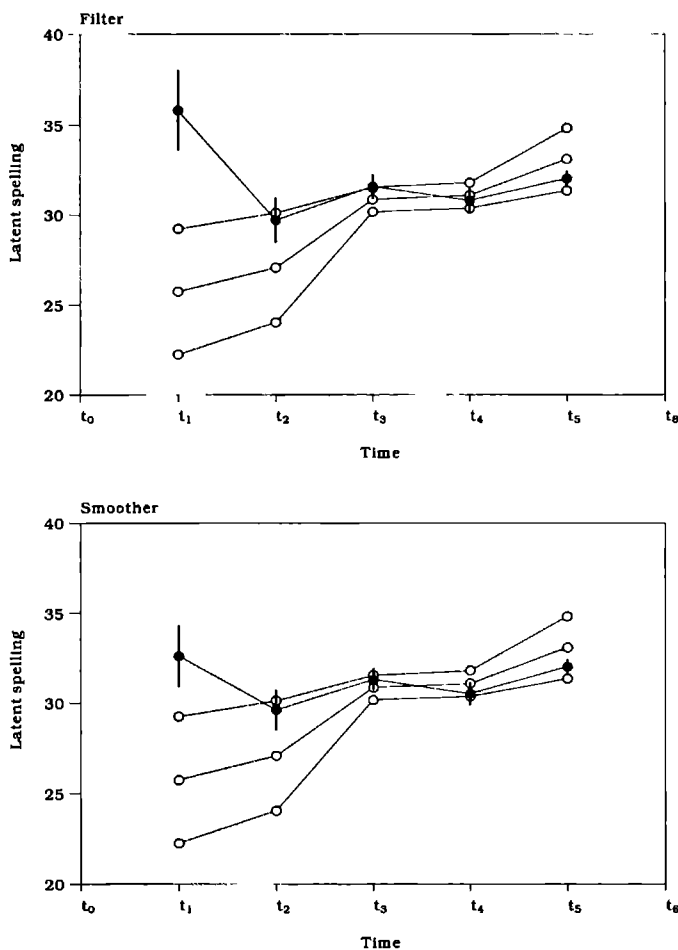 Filter
40
35
30
25
20
Latent spelling
t₀ t₁ t₂ t₃ t₄ t₅ t₆
Time
Smoother
40
35
30
25
20
Latent spelling
t₀ t₁ t₂ t₃ t₄ t₅ t₆
Time